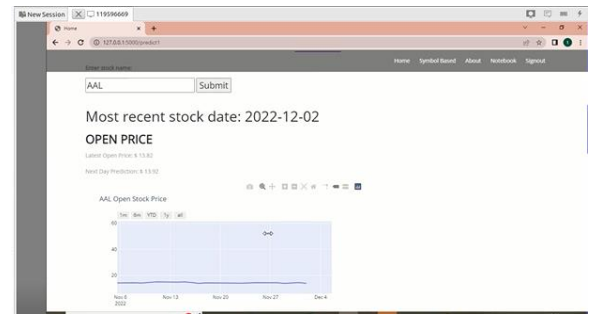 New Session
119596669
Home
127.0.0.1:5000/predict1
Home Symbol Based About Notebook Signout
Enter stock name:
AAL
Submit
Most recent stock date: 2022-12-02
OPEN PRICE
Latest Open Price: $ 13.82
Next Day Prediction: $ 13.92
AAL Open Stock Price
1m 6m YTD 1y all
60
40
20
Nov 6 Nov 13 Nov 20 Nov 27 Dec 4
2022